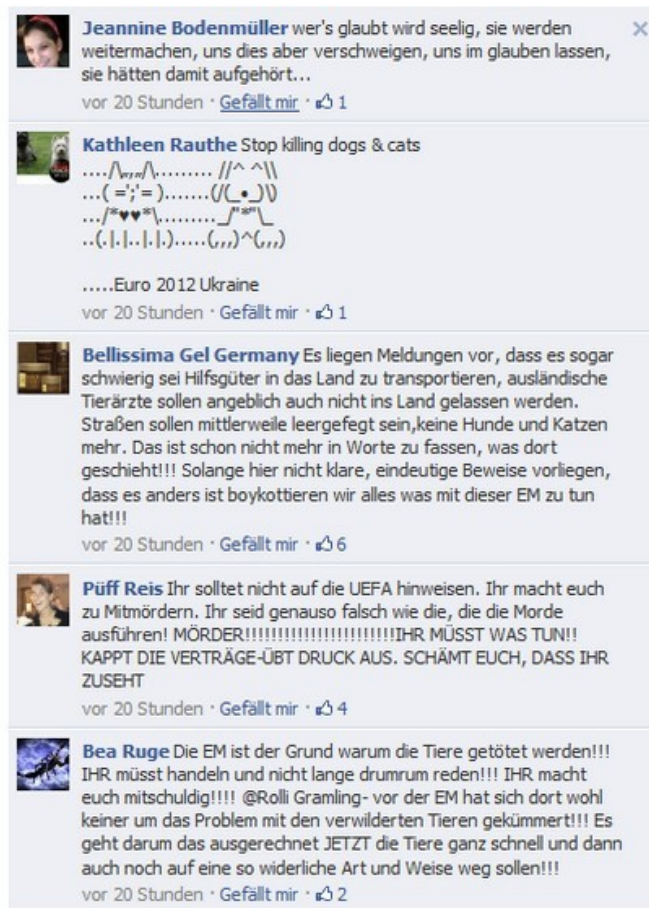 Jeannine Bodenmüller wer's glaubt wird seelig, sie werden
weitermachen, uns dies aber verschweigen, uns im glauben lassen,
sie hätten damit aufgehört...
vor 20 Stunden · Gefällt mir · 1
Kathleen Rauthe Stop killing dogs & cats
..../\„,„/\......... //^ ^\\
...( =';'= ).......(/(_•_)\)
.../*♥♥*\.........._/"*"\_
..(.|.|..|.|.).....(,,,)^(,,,)
.....Euro 2012 Ukraine
vor 20 Stunden · Gefällt mir · 1
Bellissima Gel Germany Es liegen Meldungen vor, dass es sogar
schwierig sei Hilfsgüter in das Land zu transportieren, ausländische
Tierärzte sollen angeblich auch nicht ins Land gelassen werden.
Straßen sollen mittlerweile leergefegt sein,keine Hunde und Katzen
mehr. Das ist schon nicht mehr in Worte zu fassen, was dort
geschieht!!! Solange hier nicht klare, eindeutige Beweise vorliegen,
dass es anders ist boykottieren wir alles was mit dieser EM zu tun
hat!!!
vor 20 Stunden · Gefällt mir · 6
Püff Reis Ihr solltet nicht auf die UEFA hinweisen. Ihr macht euch
zu Mitmördern. Ihr seid genauso falsch wie die, die die Morde
ausführen! MÖRDER!!!!!!!!!!!!!!!!!!!!!!!!IHR MÜSST WAS TUN!!
KAPPT DIE VERTRÄGE-ÜBT DRUCK AUS. SCHÄMT EUCH, DASS IHR
ZUSEHT
vor 20 Stunden · Gefällt mir · 4
Bea Ruge Die EM ist der Grund warum die Tiere getötet werden!!!
IHR müsst handeln und nicht lange drumrum reden!!! IHR macht
euch mitschuldig!!!! @Rolli Gramling- vor der EM hat sich dort wohl
keiner um das Problem mit den verwilderten Tieren gekümmert!!! Es
geht darum das ausgerechnet JETZT die Tiere ganz schnell und dann
auch noch auf eine so widerliche Art und Weise weg sollen!!!
vor 20 Stunden · Gefällt mir · 2